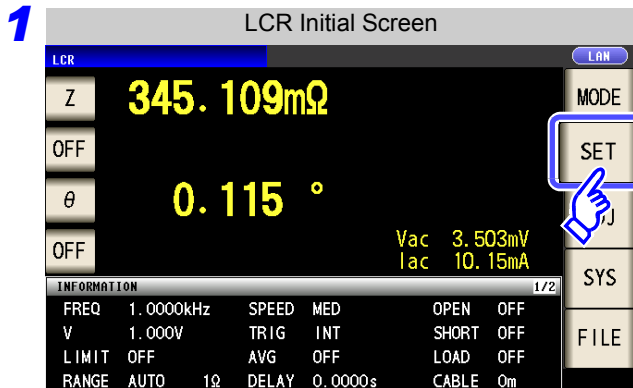 1
LCR Initial Screen
LCR
LAN
Z 345.109mΩ
MODE
OFF
SET
θ 0.115 °
OFF
Vac 3.503mV
Iac 10.15mA
SYS
INFORMATION 1/2
FREQ 1.0000kHz SPEED MED OPEN OFF
V 1.000V TRIG INT SHORT OFF
FILE
LIMIT OFF AVG OFF LOAD OFF
RANGE AUTO 1Ω DELAY 0.0000s CABLE 0m